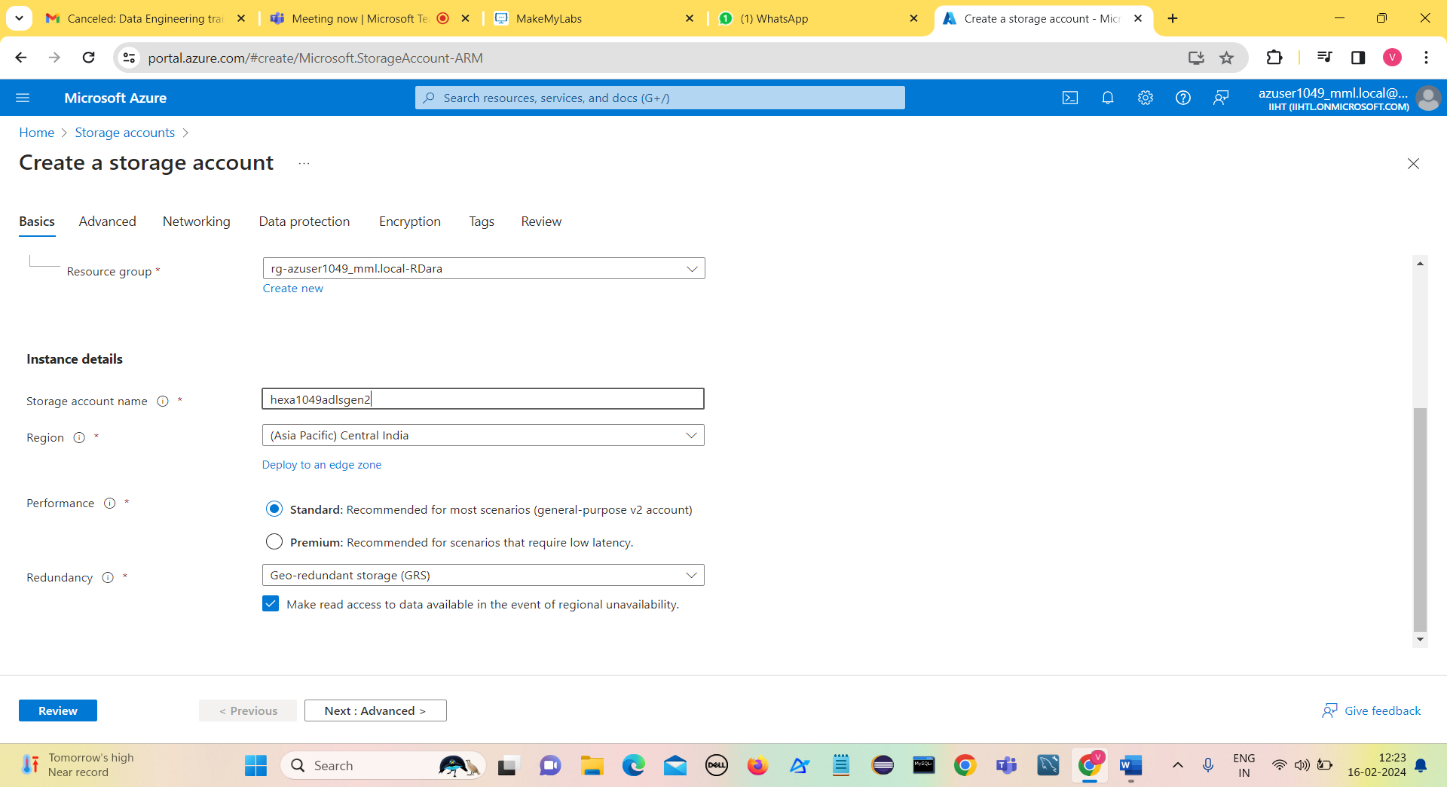 Canceled: Data Engineering trai
Meeting now | Microsoft Te
MakeMyLabs
(1) WhatsApp
Create a storage account - Micr
portal.azure.com/#create/Microsoft.StorageAccount-ARM
V
Microsoft Azure
Search resources, services, and docs (G+/)
azuser1049_mml.local@...
IIHT (IIHTL.ONMICROSOFT.COM)
Home > Storage accounts >
Create a storage account ...
Basics Advanced Networking Data protection Encryption Tags Review
Resource group *
rg-azuser1049_mml.local-RDara
Create new
Instance details
Storage account name *
hexa1049adlsgen2
Region *
(Asia Pacific) Central India
Deploy to an edge zone
Performance *
Standard: Recommended for most scenarios (general-purpose v2 account)
Premium: Recommended for scenarios that require low latency.
Redundancy *
Geo-redundant storage (GRS)
Make read access to data available in the event of regional unavailability.
Review
< Previous
Next : Advanced >
Give feedback
Tomorrow's high
Near record
Search
DELL
MySQL
V
ENG
IN
12:23
16-02-2024